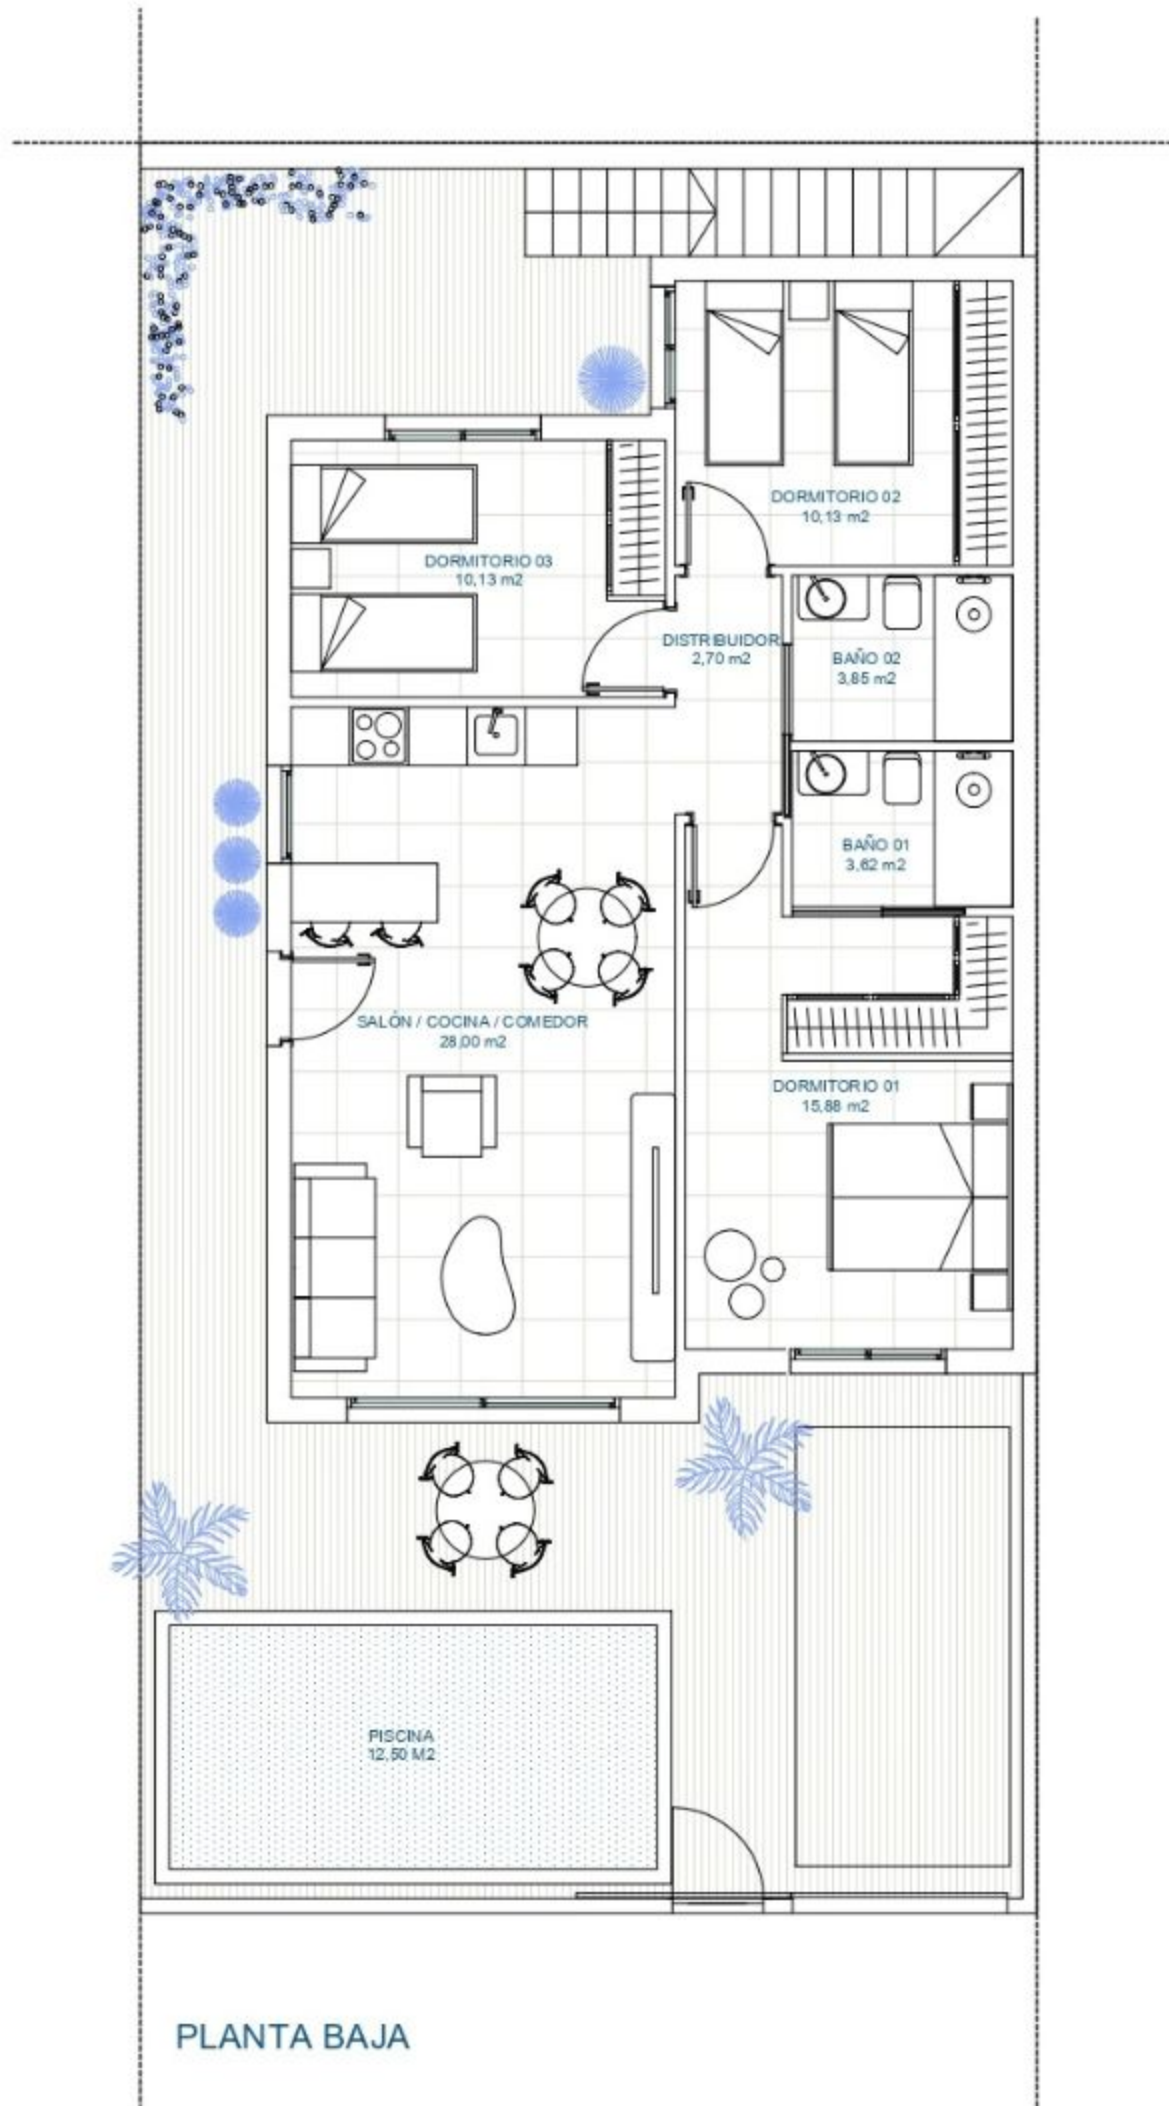 DORMITORIO 02
10,13 m2
DORMITORIO 03
10,13 m2
DISTRIBUIDOR
2,70 m2
BAÑO 02
3,85 m2
BAÑO 01
3,62 m2
SALÓN / COCINA / COMEDOR
28,00 m2
DORMITORIO 01
15,88 m2
PISCINA
12,50 M2
PLANTA BAJA